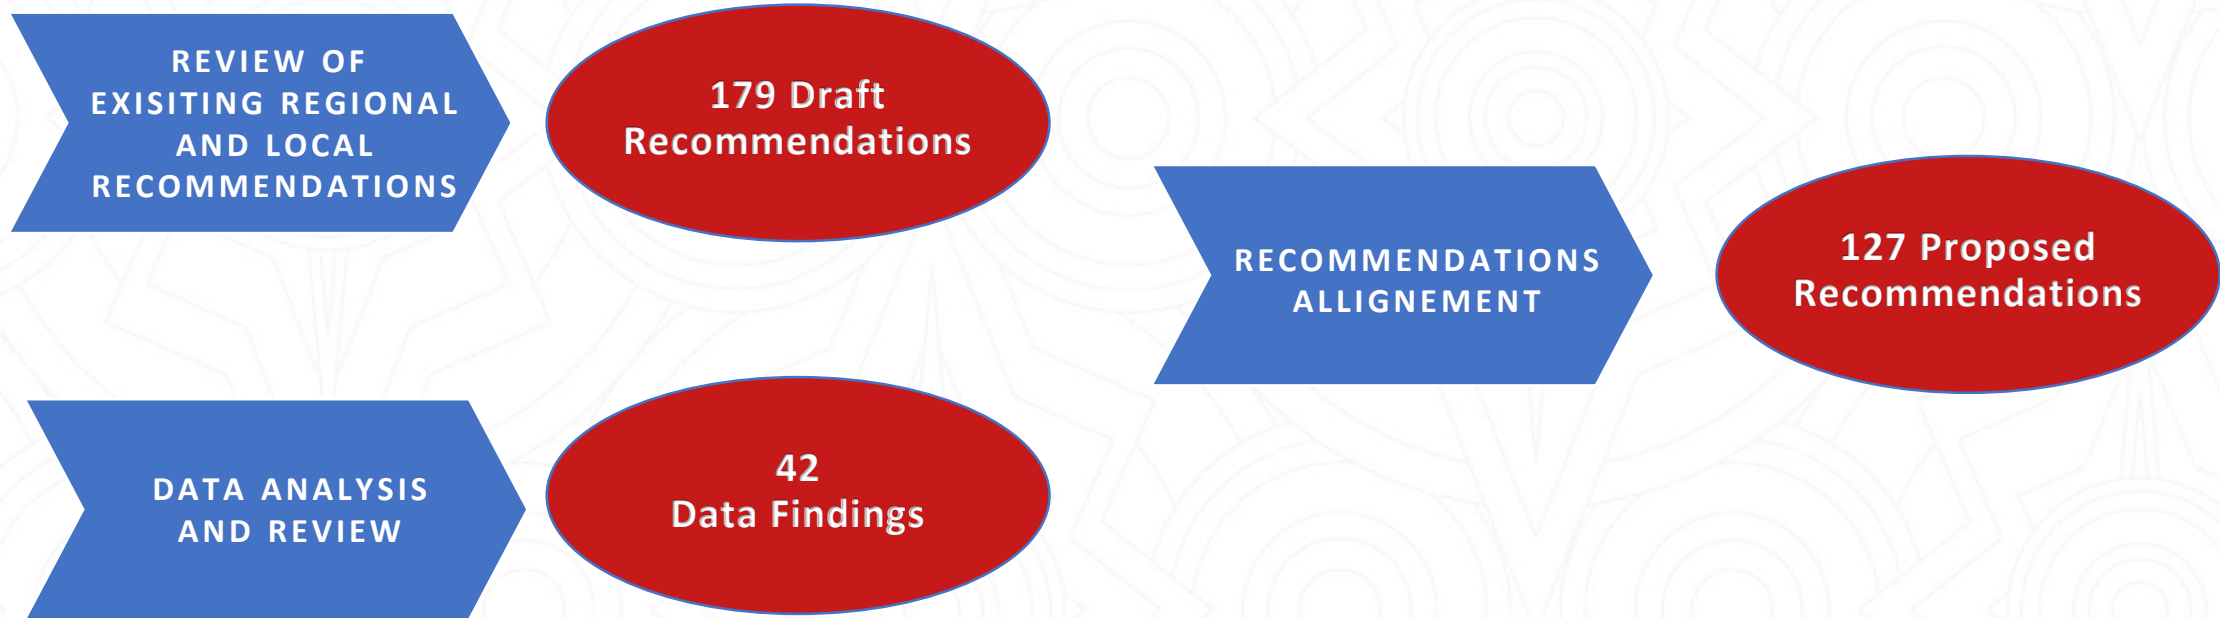 REVIEW OF
EXISITING REGIONAL
AND LOCAL
RECOMMENDATIONS
179 Draft
Recommendations
DATA ANALYSIS
AND REVIEW
42
Data Findings
RECOMMENDATIONS
ALLIGNEMENT
127 Proposed
Recommendations